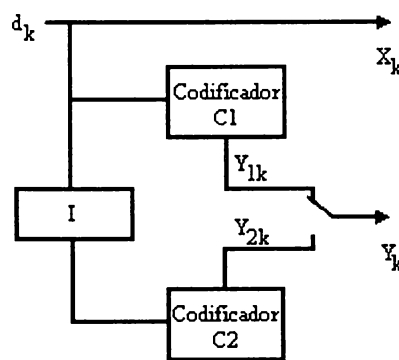 d_k
X_k
Codificador
C1
Y_1k
I
Y_2k
Y_k
Codificador
C2